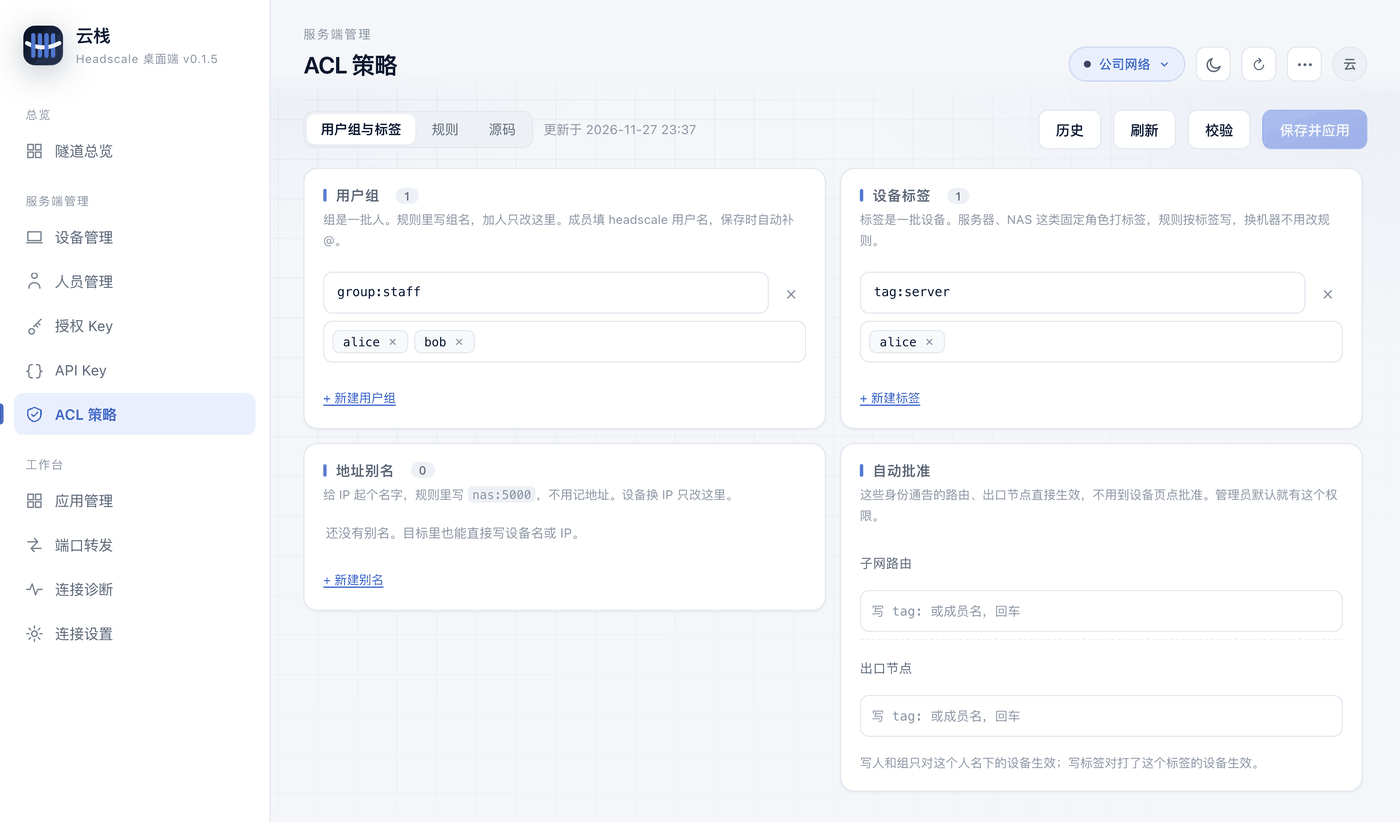 云栈
Headscale 桌面端 v0.1.5
总览
隧道总览
服务端管理
设备管理
人员管理
授权 Key
API Key
ACL 策略
工作台
应用管理
端口转发
连接诊断
连接设置
服务端管理
ACL 策略
公司网络
云
用户组与标签 规则 源码 更新于 2026-11-27 23:37
历史 刷新 校验 保存并应用
用户组 1
组是一批人。规则里写组名，加人只改这里。成员填 headscale 用户名，保存时自动补
@。
group:staff ×
alice × bob ×
+ 新建用户组
设备标签 1
标签是一批设备。服务器、NAS 这类固定角色打标签，规则按标签写，换机器不用改规
则。
tag:server ×
alice ×
+ 新建标签
地址别名 0
给 IP 起个名字，规则里写 nas:5000，不用记地址。设备换 IP 只改这里。
还没有别名。目标里也能直接写设备名或 IP。
+ 新建别名
自动批准
这些身份通告的路由、出口节点直接生效，不用到设备页点批准。管理员默认就有这个权
限。
子网路由
写 tag: 或成员名，回车
出口节点
写 tag: 或成员名，回车
写人和组只对这个人名下的设备生效；写标签对打了这个标签的设备生效。